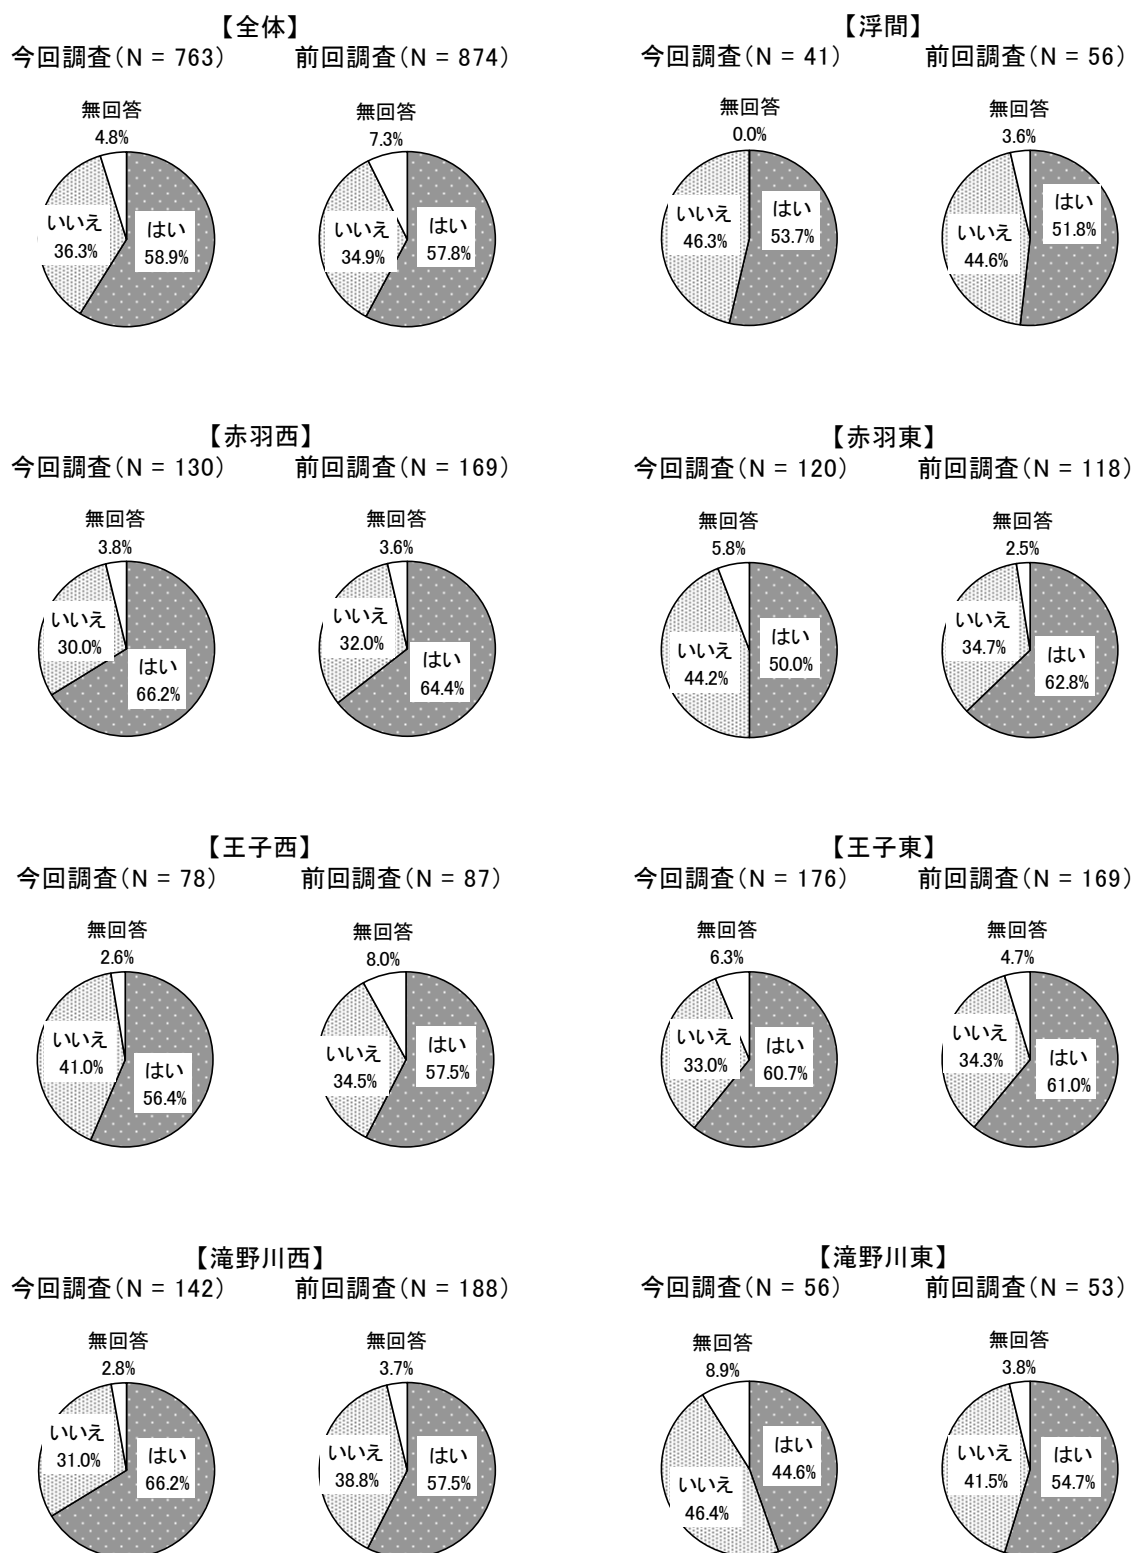 【全体】
今回調査(N = 763)
前回調査(N = 874)
無回答
4.8%
いいえ
36.3%
はい
58.9%
無回答
7.3%
いいえ
34.9%
はい
57.8%
【浮間】
今回調査(N = 41)
前回調査(N = 56)
無回答
0.0%
いいえ
46.3%
はい
53.7%
無回答
3.6%
いいえ
44.6%
はい
51.8%
【赤羽西】
今回調査(N = 130)
前回調査(N = 169)
無回答
3.8%
いいえ
30.0%
はい
66.2%
無回答
3.6%
いいえ
32.0%
はい
64.4%
【赤羽東】
今回調査(N = 120)
前回調査(N = 118)
無回答
5.8%
いいえ
44.2%
はい
50.0%
無回答
2.5%
いいえ
34.7%
はい
62.8%
【王子西】
今回調査(N = 78)
前回調査(N = 87)
無回答
2.6%
いいえ
41.0%
はい
56.4%
無回答
8.0%
いいえ
34.5%
はい
57.5%
【王子東】
今回調査(N = 176)
前回調査(N = 169)
無回答
6.3%
いいえ
33.0%
はい
60.7%
無回答
4.7%
いいえ
34.3%
はい
61.0%
【滝野川西】
今回調査(N = 142)
前回調査(N = 188)
無回答
2.8%
いいえ
31.0%
はい
66.2%
無回答
3.7%
いいえ
38.8%
はい
57.5%
【滝野川東】
今回調査(N = 56)
前回調査(N = 53)
無回答
8.9%
いいえ
46.4%
はい
44.6%
無回答
3.8%
いいえ
41.5%
はい
54.7%